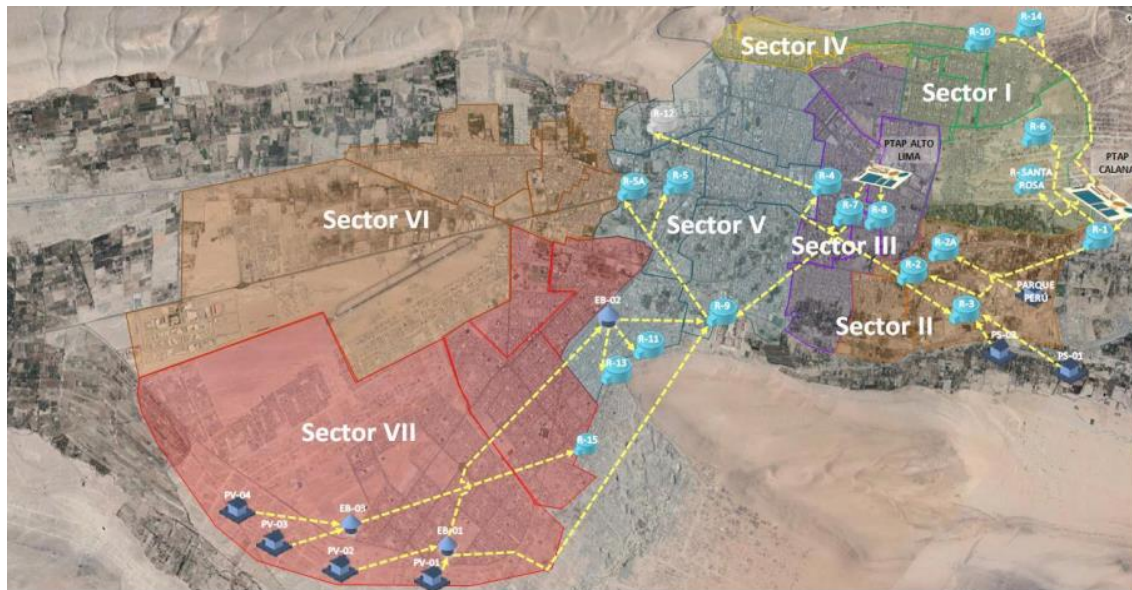 R-14
R-10
Sector IV
Sector I
R-12
R-6
PTAP ALTO
LIMA
PTAP
CALANA
R-SANTA
ROSA
R-5A
R-5
R-4
R-7
R-8
Sector VI
Sector V
Sector III
R-2A
R-1
R-2
PARQUE
PERÚ
EB-02
R-9
R-3
Sector II
R-11
R-13
PS-01
Sector VII
R-15
PV-04
EB-03
PV-03
EB-01
PV-02
PV-01